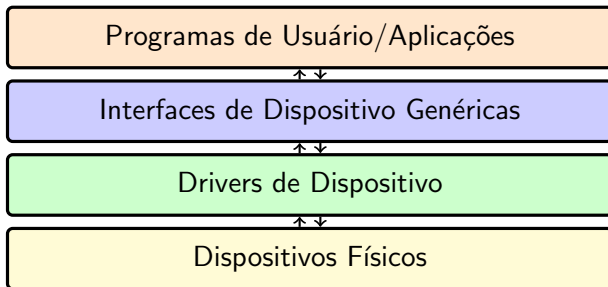 Programas de Usuário/Aplicações
Interfaces de Dispositivo Genéricas
Drivers de Dispositivo
Dispositivos Físicos